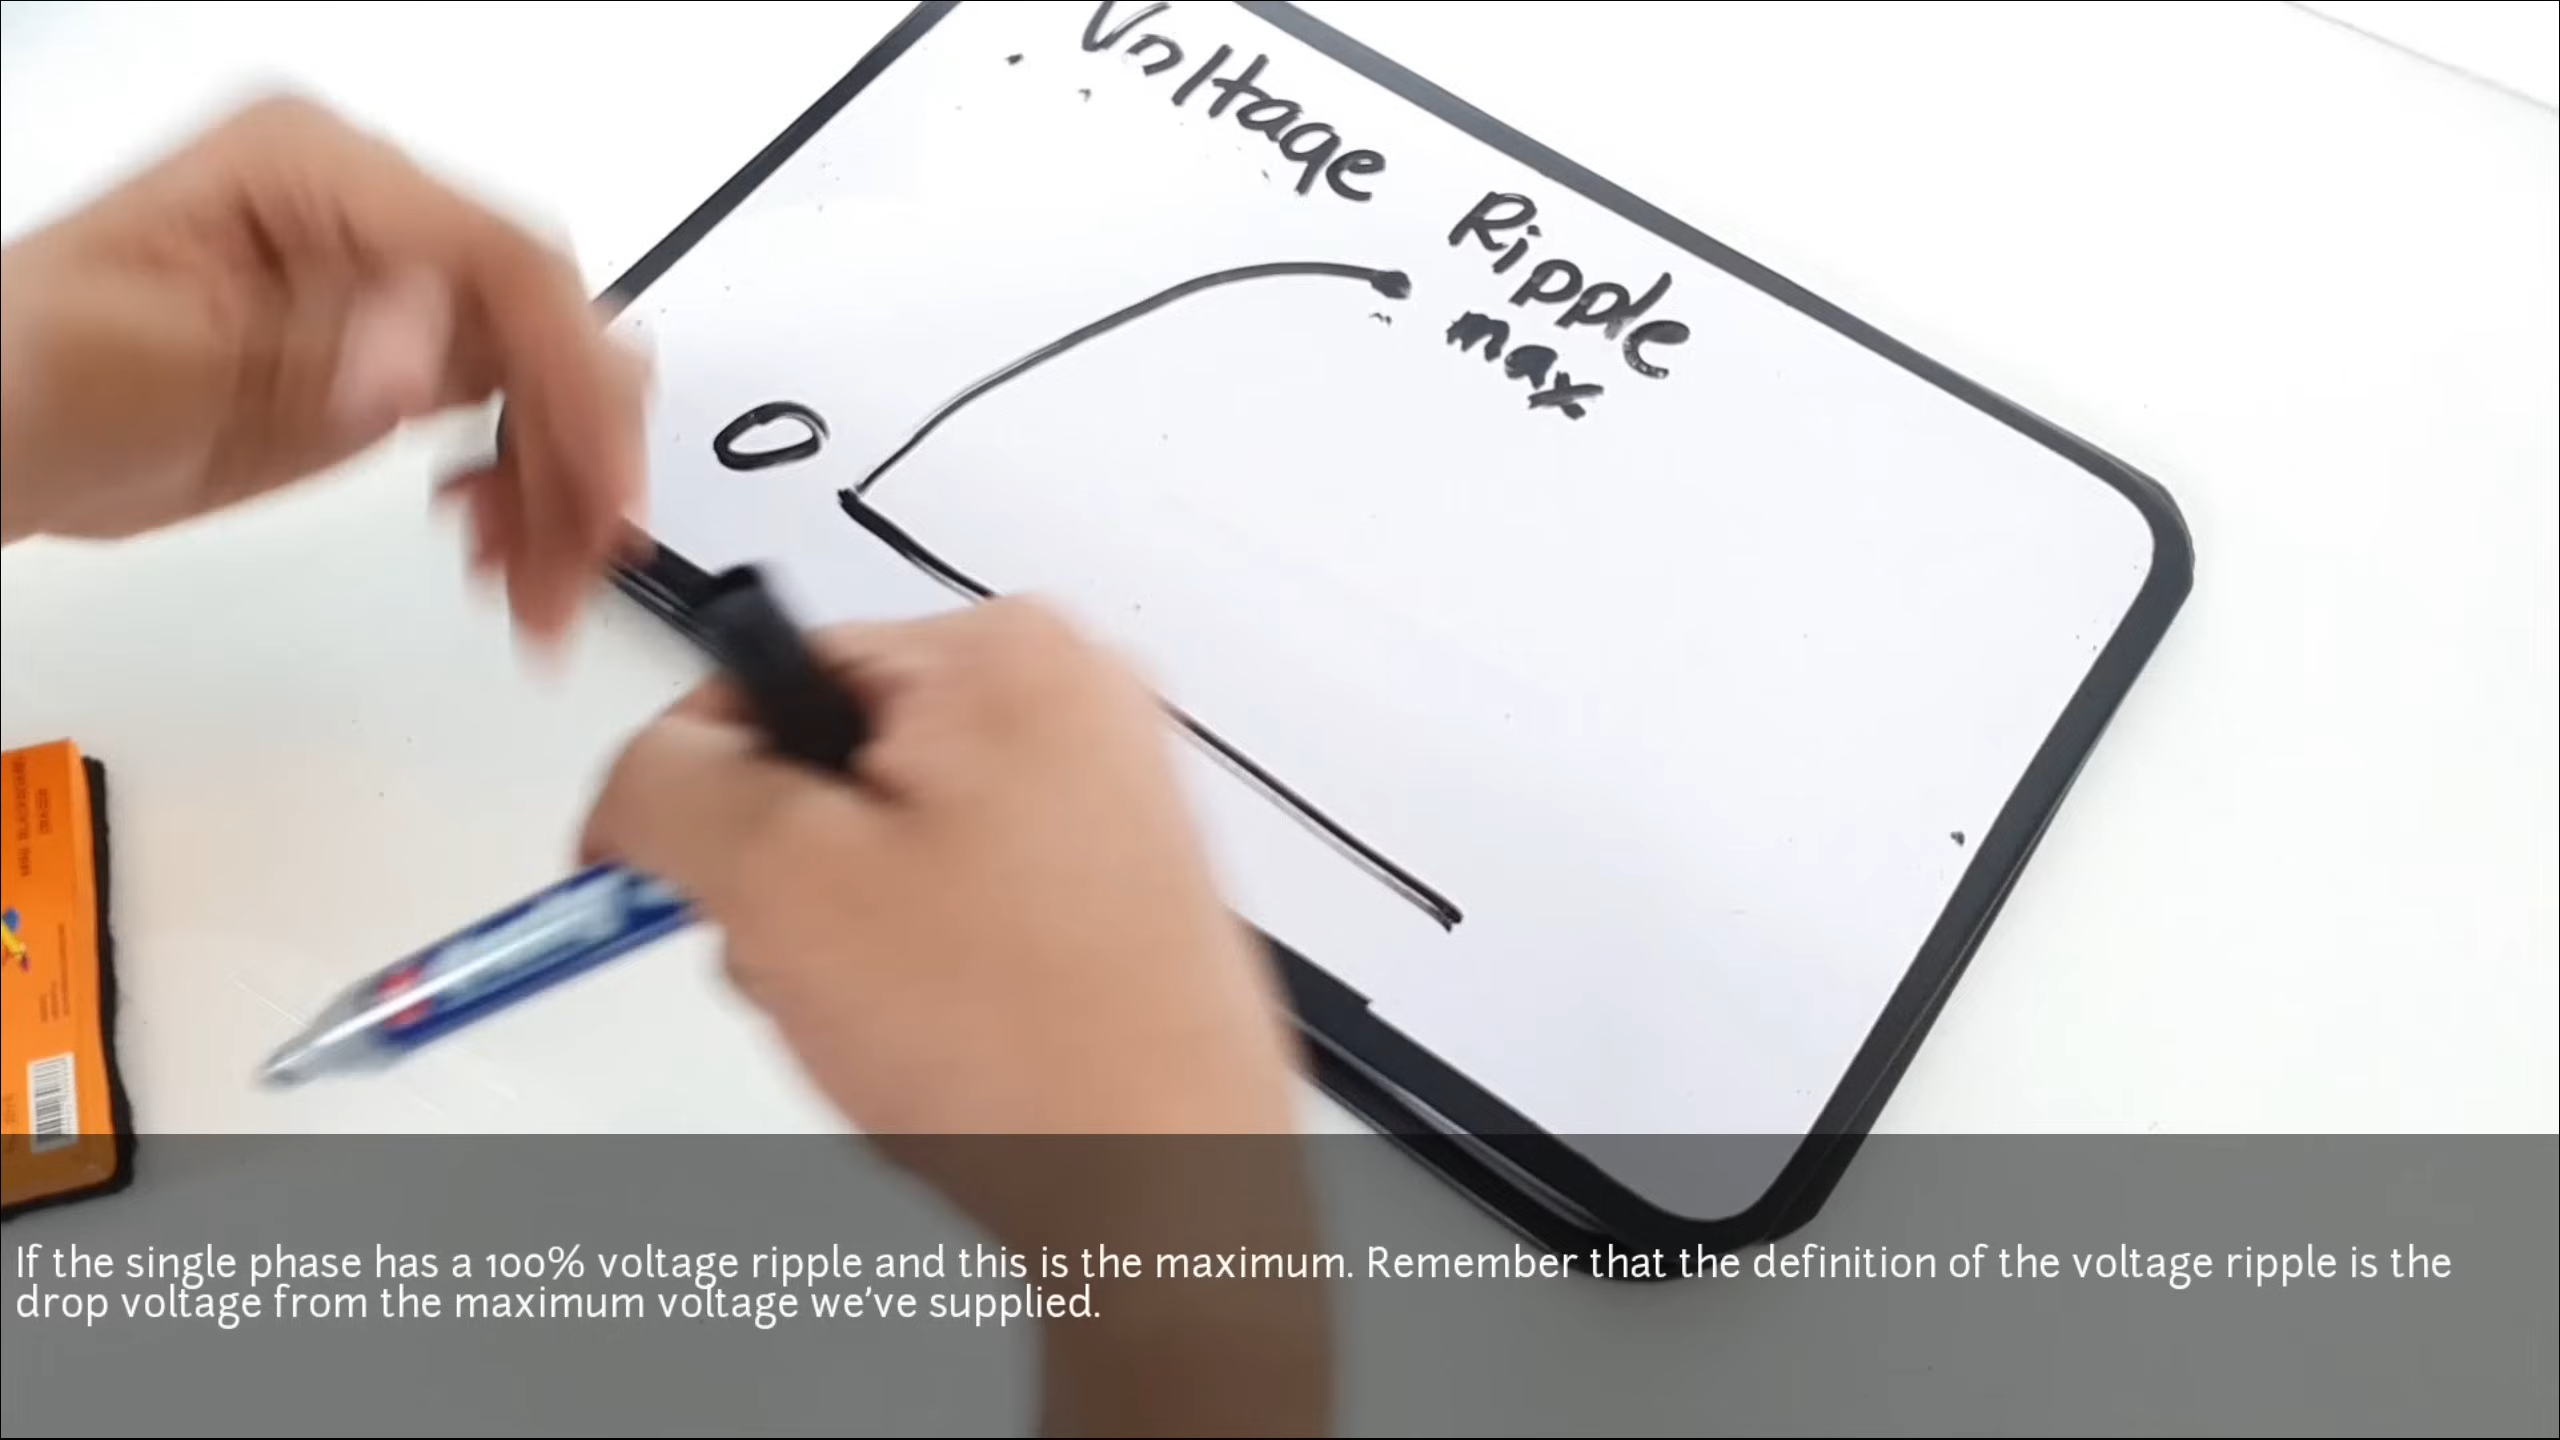 Voltage Ripple
max
0
If the single phase has a 100% voltage ripple and this is the maximum. Remember that the definition of the voltage ripple is the
drop voltage from the maximum voltage we've supplied.